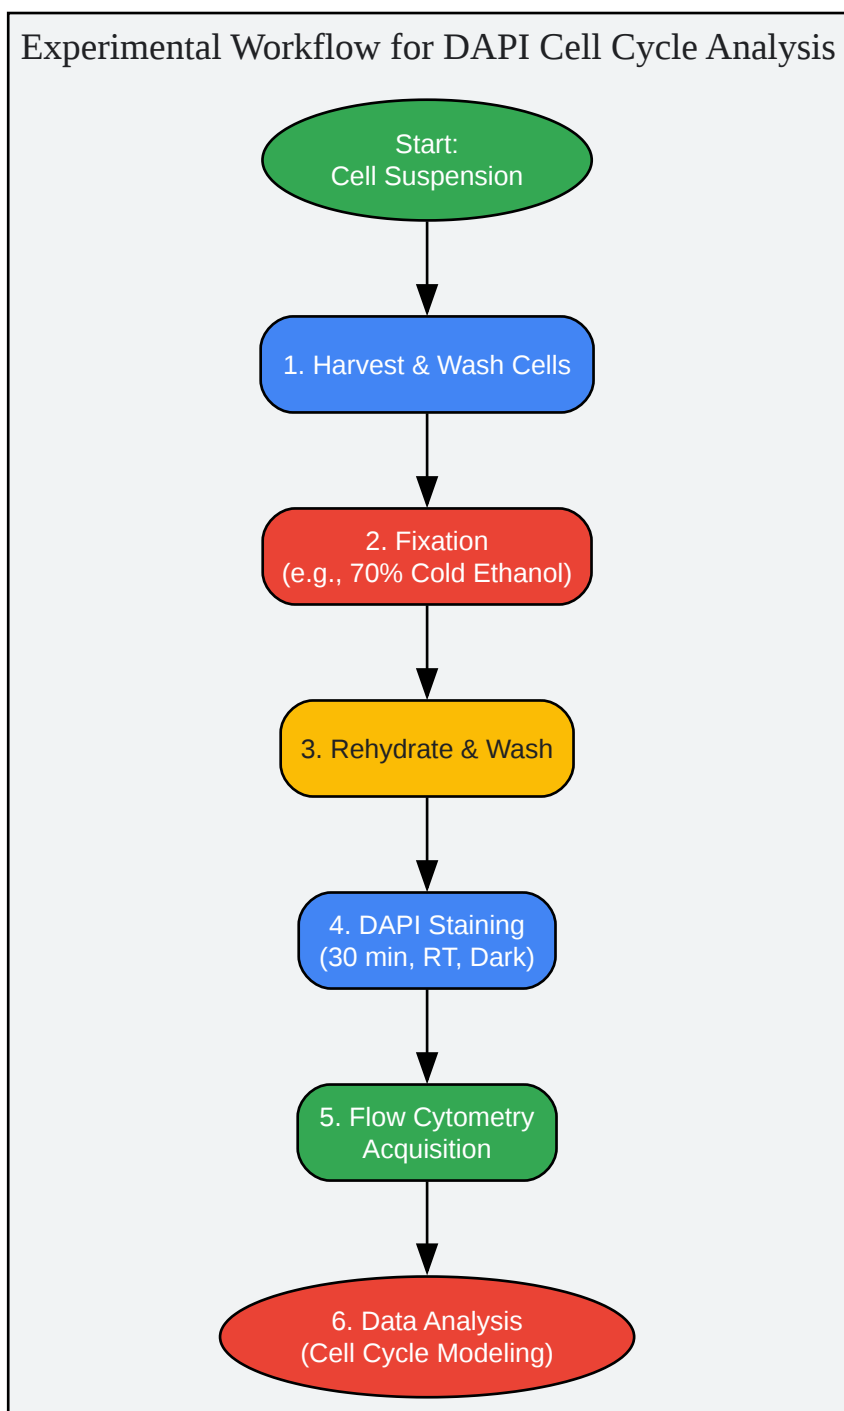 Experimental Workflow for DAPI Cell Cycle Analysis
Start:
Cell Suspension
1. Harvest & Wash Cells
2. Fixation
(e.g., 70% Cold Ethanol)
3. Rehydrate & Wash
4. DAPI Staining
(30 min, RT, Dark)
5. Flow Cytometry
Acquisition
6. Data Analysis
(Cell Cycle Modeling)